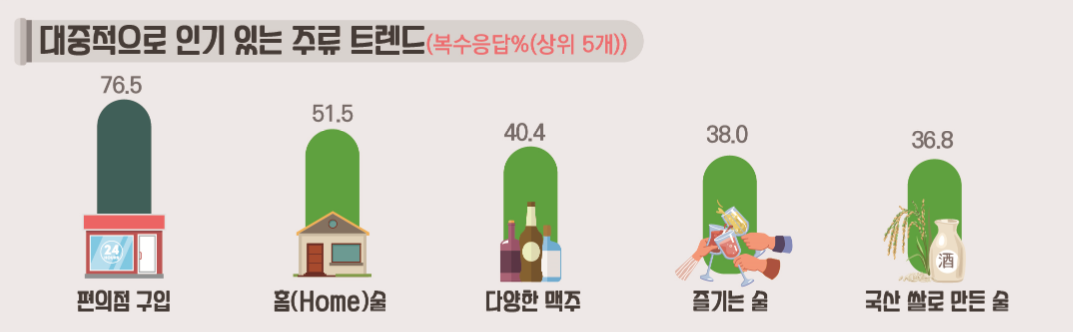 대중적으로 인기 있는 주류 트렌드(복수응답%(상위 5개))
76.5
51.5
40.4
38.0
36.8
24
酒
편의점 구입
홈(Home)술
다양한 맥주
즐기는 술
국산 쌀로 만든 술